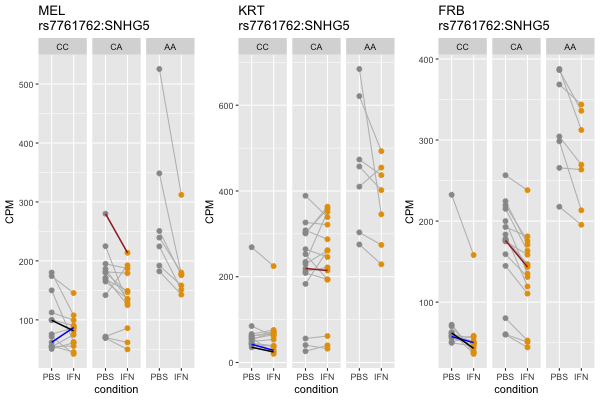 MEL
rs7761762:SNHG5
CC CA AA
500
400
300
200
100
CPM
PBS IFN PBS IFN PBS IFN
condition
KRT
rs7761762:SNHG5
CC CA AA
600
400
200
0
CPM
PBS IFN PBS IFN PBS IFN
condition
FRB
rs7761762:SNHG5
CC CA AA
400
300
200
100
CPM
PBS IFN PBS IFN PBS IFN
condition